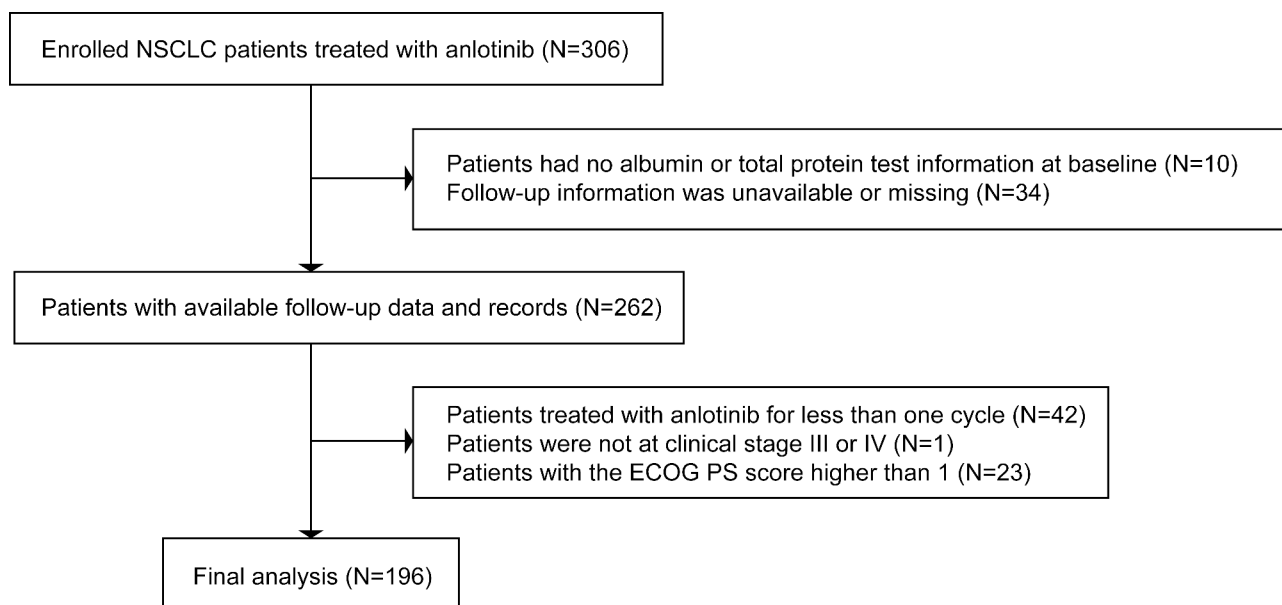 Enrolled NSCLC patients treated with anlotinib (N=306)
Patients had no albumin or total protein test information at baseline (N=10)
Follow-up information was unavailable or missing (N=34)
Patients with available follow-up data and records (N=262)
Patients treated with anlotinib for less than one cycle (N=42)
Patients were not at clinical stage III or IV (N=1)
Patients with the ECOG PS score higher than 1 (N=23)
Final analysis (N=196)